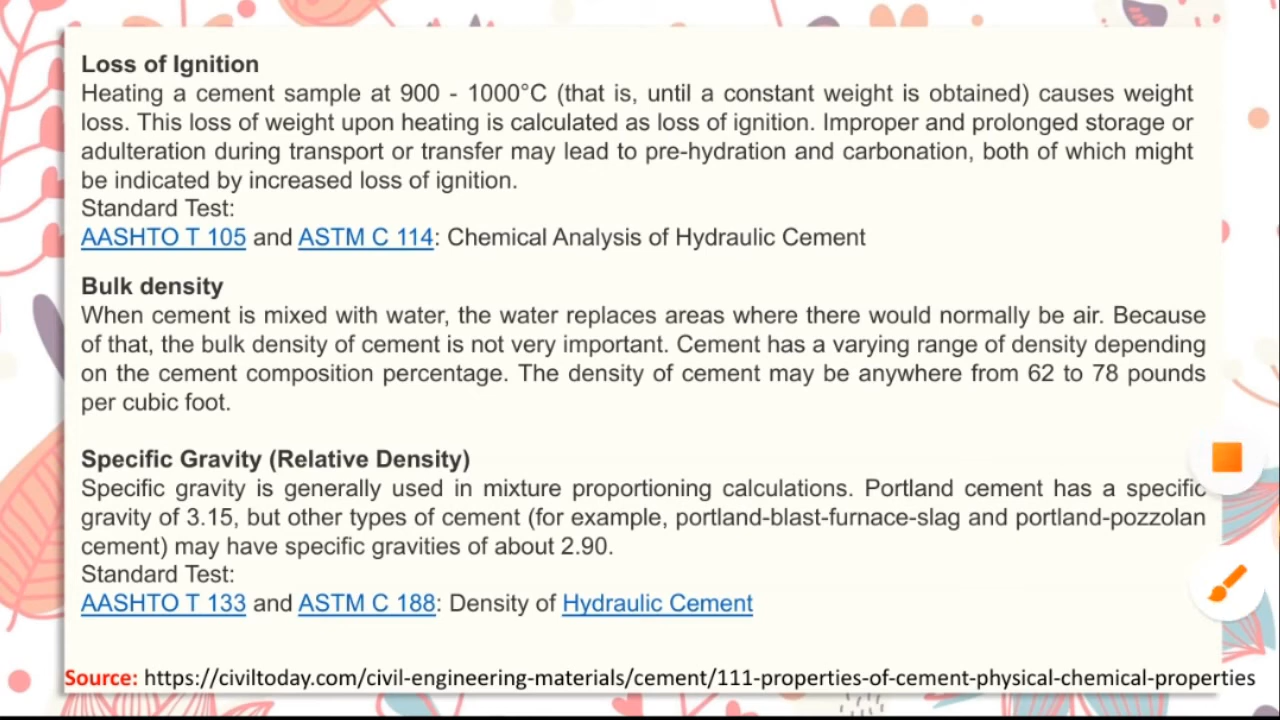 Loss of Ignition
Heating a cement sample at 900 - 1000°C (that is, until a constant weight is obtained) causes weight
loss. This loss of weight upon heating is calculated as loss of ignition. Improper and prolonged storage or
adulteration during transport or transfer may lead to pre-hydration and carbonation, both of which might
be indicated by increased loss of ignition.
Standard Test:
AASHTO T 105 and ASTM C 114: Chemical Analysis of Hydraulic Cement
Bulk density
When cement is mixed with water, the water replaces areas where there would normally be air. Because
of that, the bulk density of cement is not very important. Cement has a varying range of density depending
on the cement composition percentage. The density of cement may be anywhere from 62 to 78 pounds
per cubic foot.
Specific Gravity (Relative Density)
Specific gravity is generally used in mixture proportioning calculations. Portland cement has a specific
gravity of 3.15, but other types of cement (for example, portland-blast-furnace-slag and portland-pozzolan
cement) may have specific gravities of about 2.90.
Standard Test:
AASHTO T 133 and ASTM C 188: Density of Hydraulic Cement
Source: https://civiltoday.com/civil-engineering-materials/cement/111-properties-of-cement-physical-chemical-properties